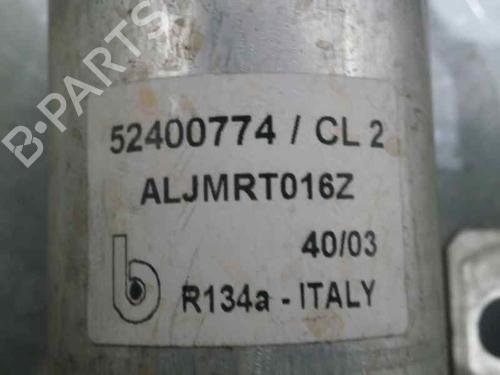 B-PARTS
52400774 / CL 2
ALJMRT016Z
40/03
b
R134a - ITALY